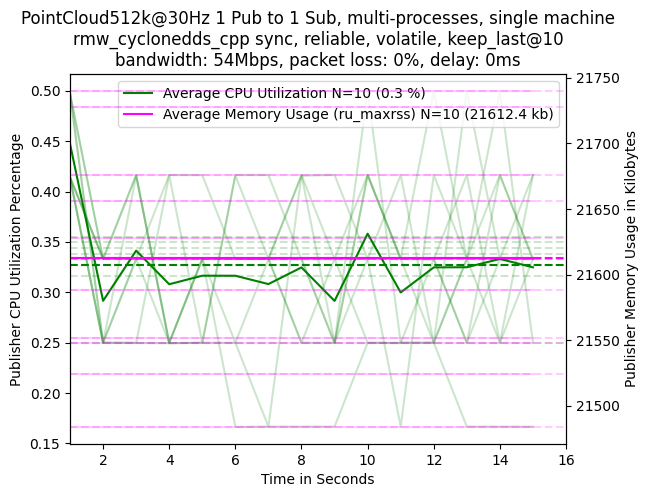 PointCloud512k@30Hz 1 Pub to 1 Sub, multi-processes, single machine
rmw_cyclonedds_cpp sync, reliable, volatile, keep_last@10
bandwidth: 54Mbps, packet loss: 0%, delay: 0ms
Average CPU Utilization N=10 (0.3 %)
Average Memory Usage (ru_maxrss) N=10 (21612.4 kb)
Publisher CPU Utilization Percentage
0.50
0.45
0.40
0.35
0.30
0.25
0.20
0.15
21750
21700
21650
21600
21550
21500
Publisher Memory Usage in Kilobytes
2
4
6
8
10
12
14
16
Time in Seconds